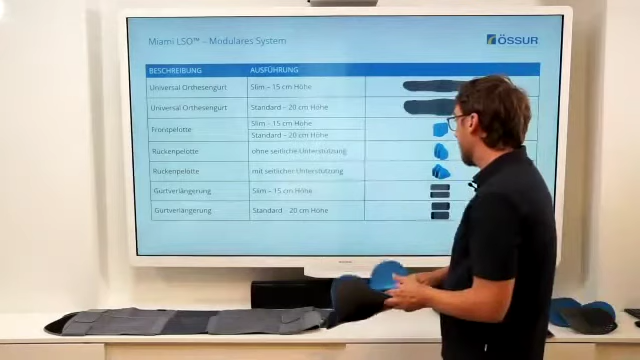 Miami LSO™ – Modulares System
ÖSSUR
BESCHREIBUNG AUSFÜHRUNG
Universal Orthesengurt Slim – 15 cm Höhe
Universal Orthesengurt Standard – 20 cm Höhe
Frontpelotte Slim – 15 cm Höhe
Standard – 20 cm Höhe
Rückenpelotte ohne seitliche Unterstützung
Rückenpelotte mit seitlicher Unterstützung
Gurtverlängerung Slim – 15 cm Höhe
Gurtverlängerung Standard – 20 cm Höhe